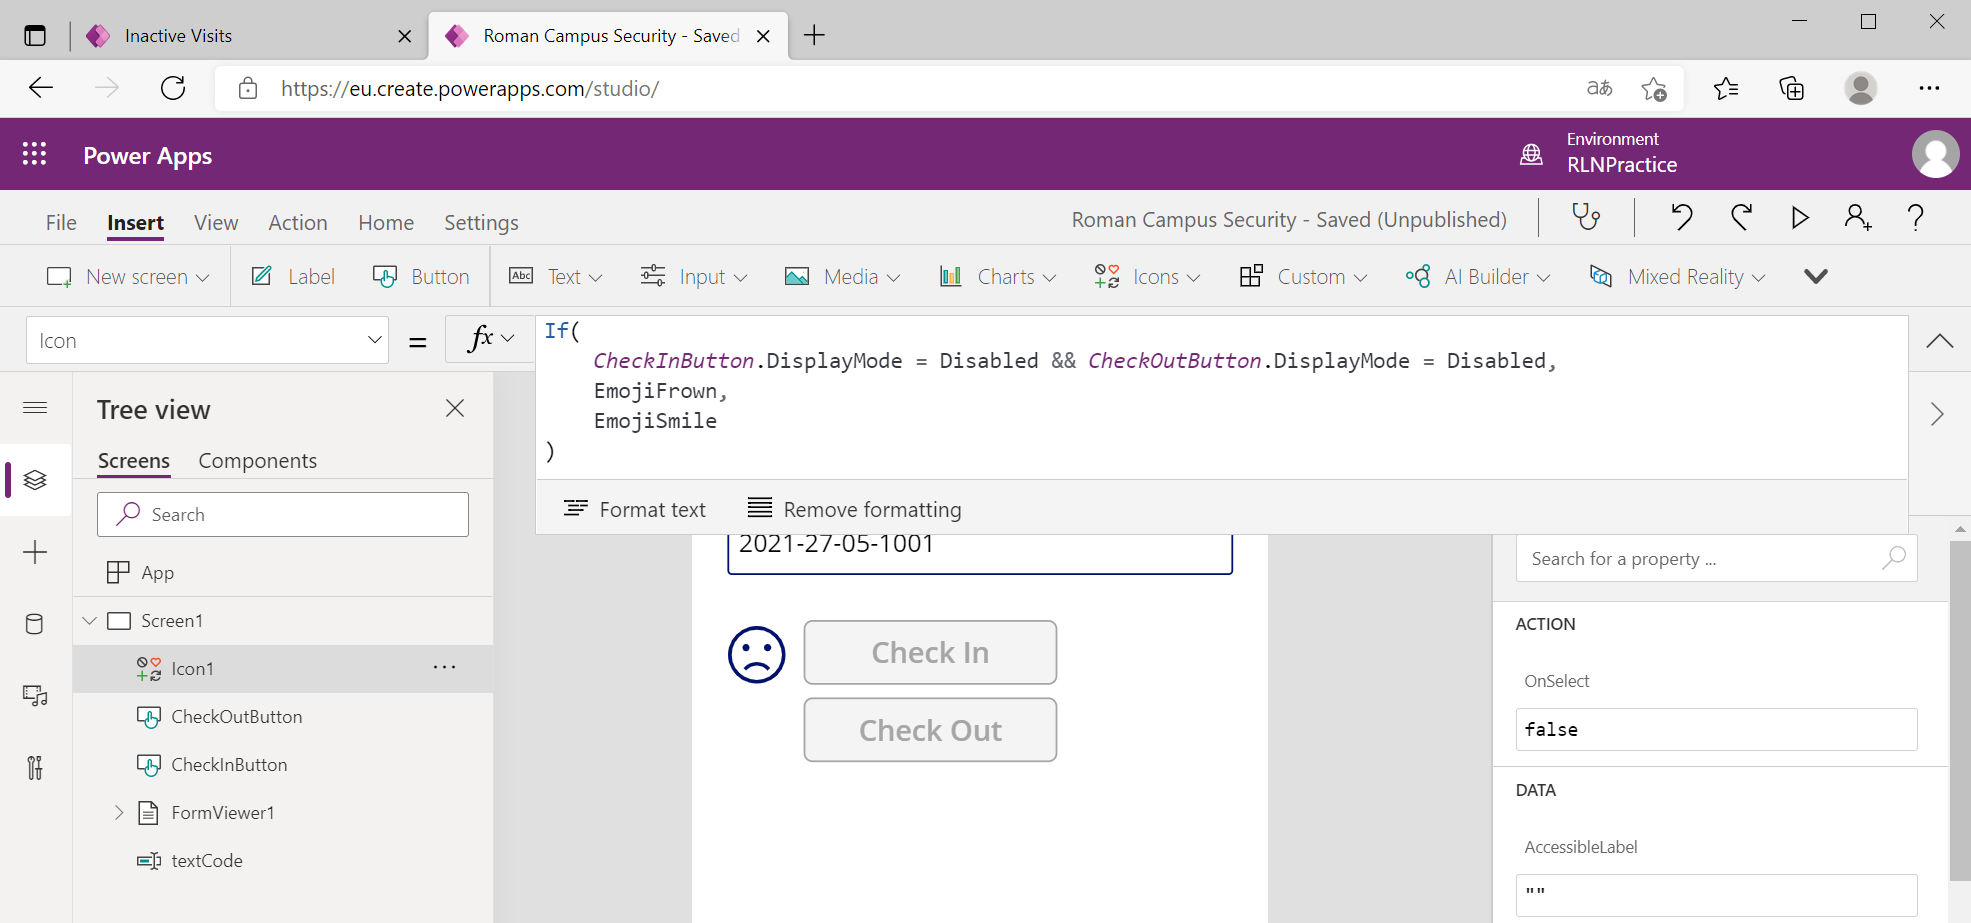 Inactive Visits
Roman Campus Security - Saved
https://eu.create.powerapps.com/studio/
aあ
Power Apps
Environment
RLNPractice
File Insert View Action Home Settings
Roman Campus Security - Saved (Unpublished)
New screen Label Button Text Input Media Charts Icons Custom AI Builder Mixed Reality
Abc
Icon
=
fx
If(
CheckInButton.DisplayMode = Disabled && CheckOutButton.DisplayMode = Disabled,
EmojiFrown,
EmojiSmile
)
Format text Remove formatting
Tree view
Screens Components
Search
App
Screen1
Icon1
CheckOutButton
CheckInButton
FormViewer1
textCode
2021-27-05-1001
Check In
Check Out
Search for a property ...
ACTION
OnSelect
false
DATA
AccessibleLabel
""